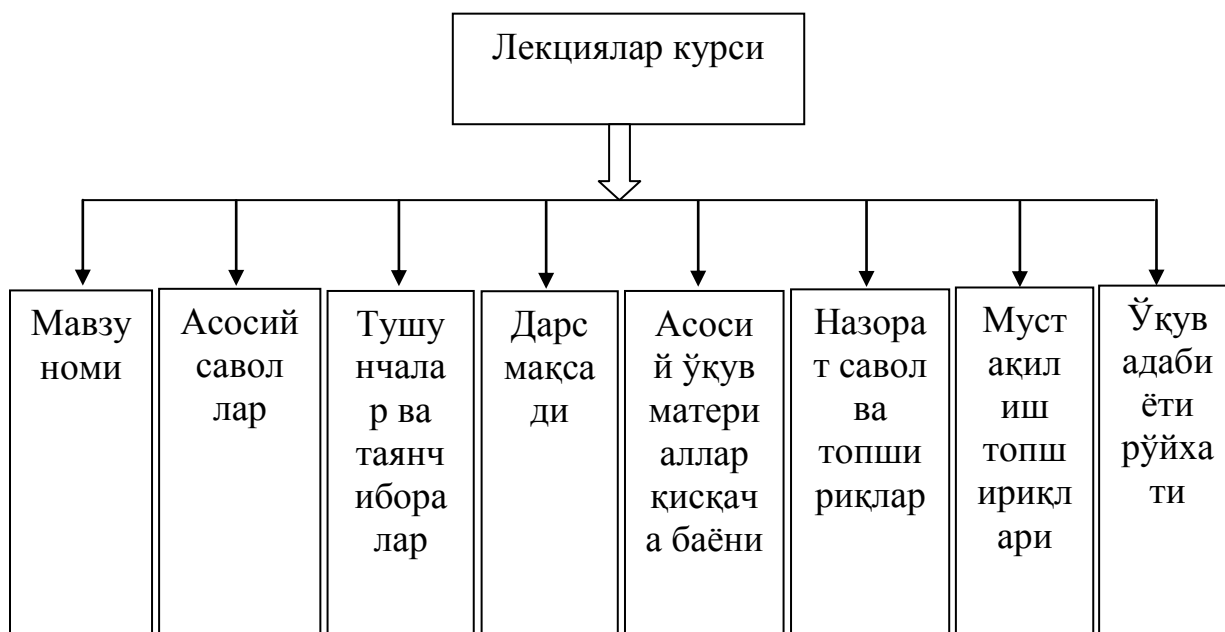 Лекциялар курси
Мавзу
номи
Асосий
савол
лар
Тушу
нчала
р ва
таянч
ибора
лар
Дарс
мақса
ди
Асоси
й ўқув
матери
аллар
қисқач
а баёни
Назора
т савол
ва
топши
риқлар
Муст
ақил
иш
топш
ириқл
ари
Ўқув
адаби
ёти
рўйха
ти